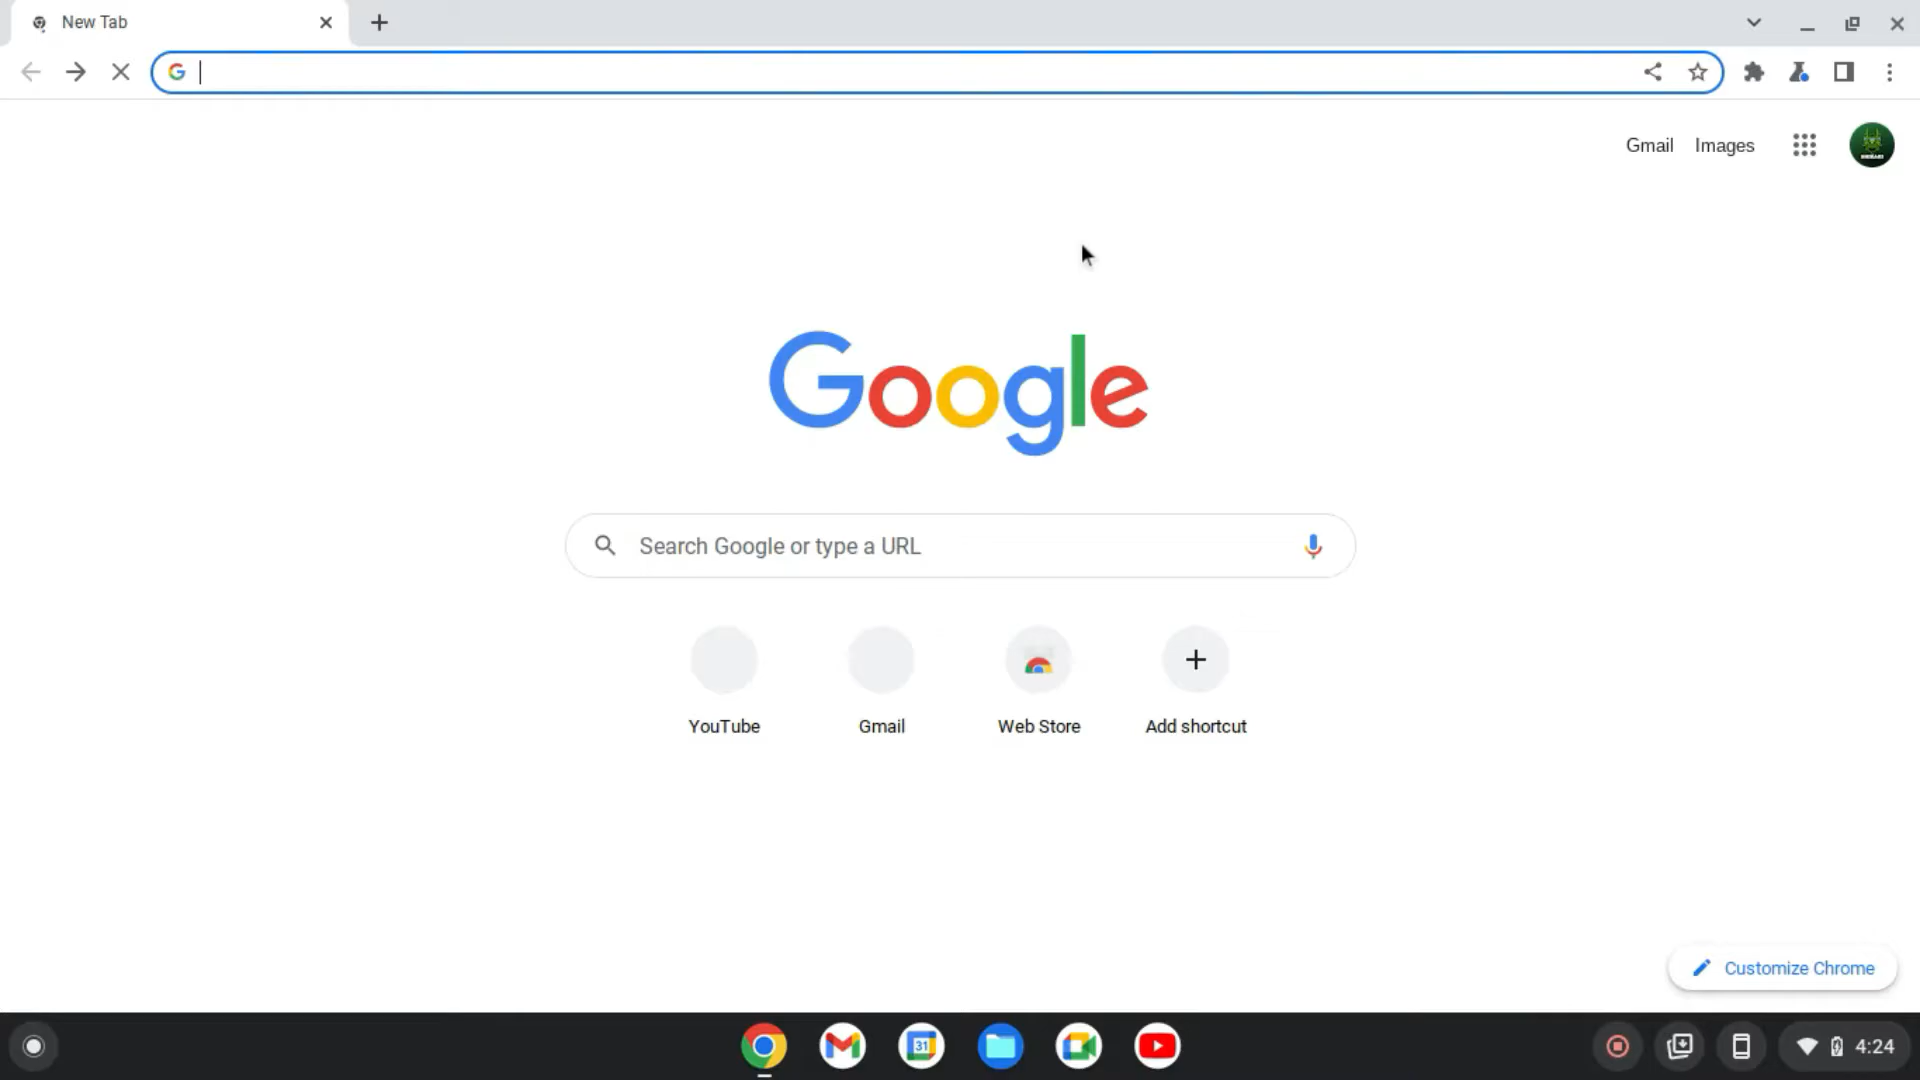 New Tab
Gmail Images
Google
Search Google or type a URL
YouTube Gmail Web Store Add shortcut
Customize Chrome
31
4:24